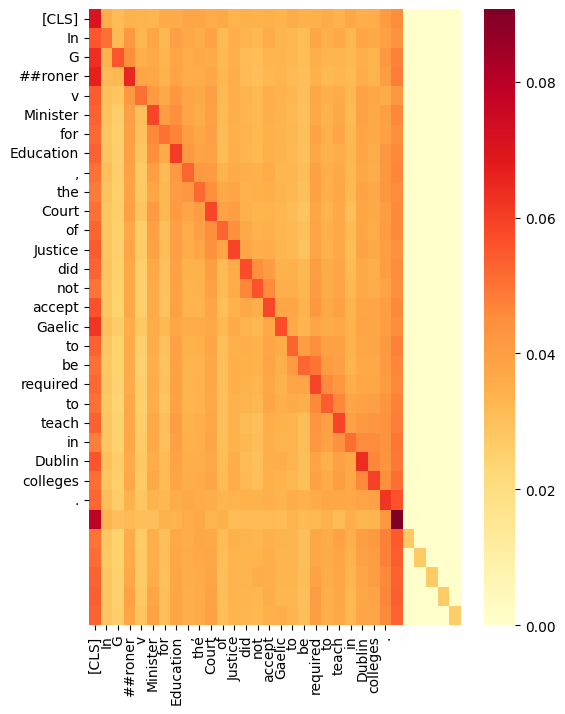 [CLS]
In
G
##roner
v
Minister
for
Education
,
the
Court
of
Justice
did
not
accept
Gaelic
to
be
required
to
teach
in
Dublin
colleges
.
0.08
0.06
0.04
0.02
0.00
[CLS]
In
G
##roner
v
Minister
for
Education
,
the
Court
of
Justice
did
not
accept
Gaelic
to
be
required
to
teach
in
Dublin
colleges
.